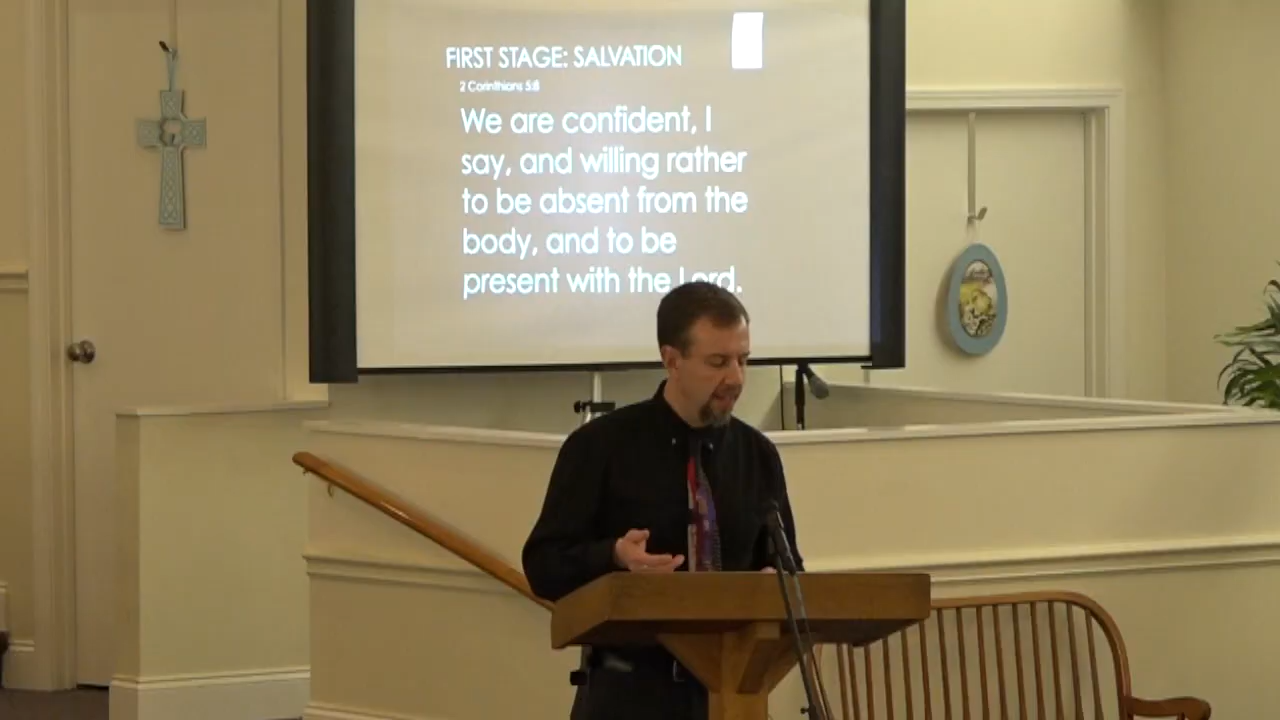 FIRST STAGE: SALVATION
2 Corinthians 5:8
We are confident, I
say, and willing rather
to be absent from the
body, and to be
present with the Lord.